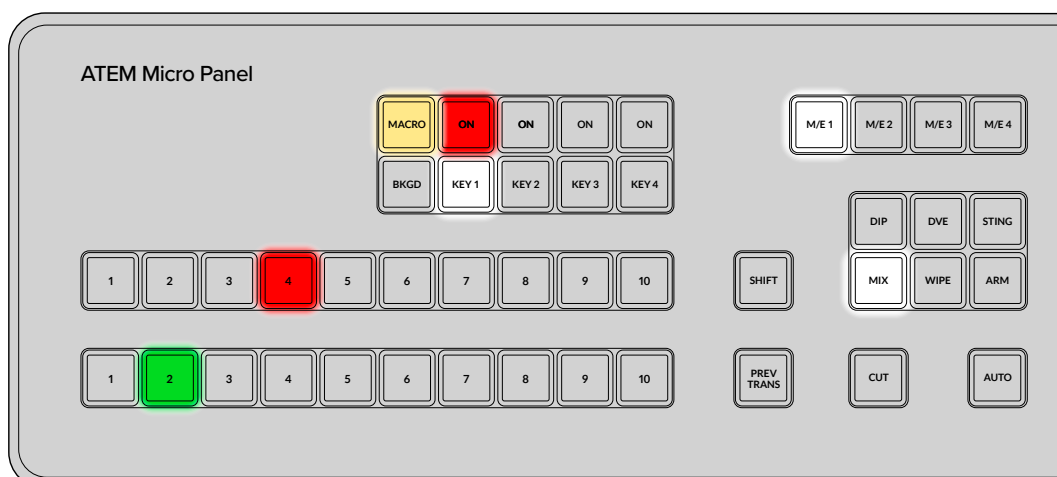 ATEM Micro Panel
MACRO ON ON ON ON
M/E 1 M/E 2 M/E 3 M/E 4
BKGD KEY 1 KEY 2 KEY 3 KEY 4
DIP DVE STING
1 2 3 4 5 6 7 8 9 10
SHIFT
MIX WIPE ARM
1 2 3 4 5 6 7 8 9 10
PREV
TRANS
CUT
AUTO